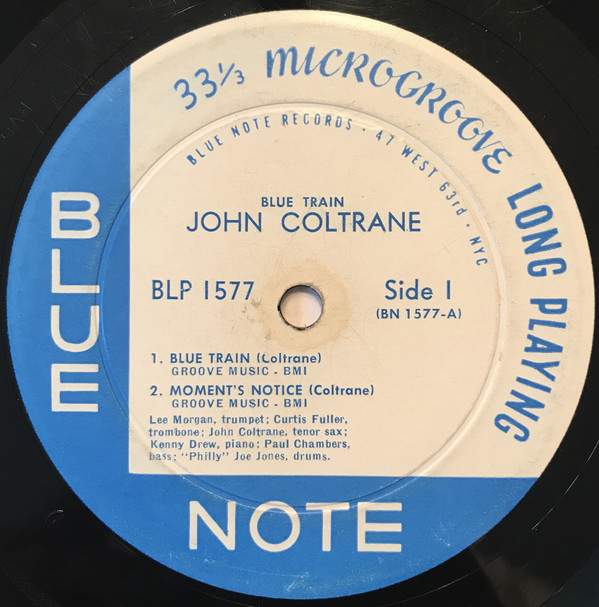 33⅓ MICROGROOVE LONG PLAYING
BLUE NOTE RECORDS · 47 WEST 63rd · NYC
BLUE TRAIN
JOHN COLTRANE
BLP 1577
Side 1
(BN 1577-A)
1. BLUE TRAIN (Coltrane)
GROOVE MUSIC - BMI
2. MOMENT'S NOTICE (Coltrane)
GROOVE MUSIC - BMI
Lee Morgan, trumpet; Curtis Fuller,
trombone; John Coltrane, tenor sax;
Kenny Drew, piano; Paul Chambers,
bass; "Philly" Joe Jones, drums.
BLUE
NOTE